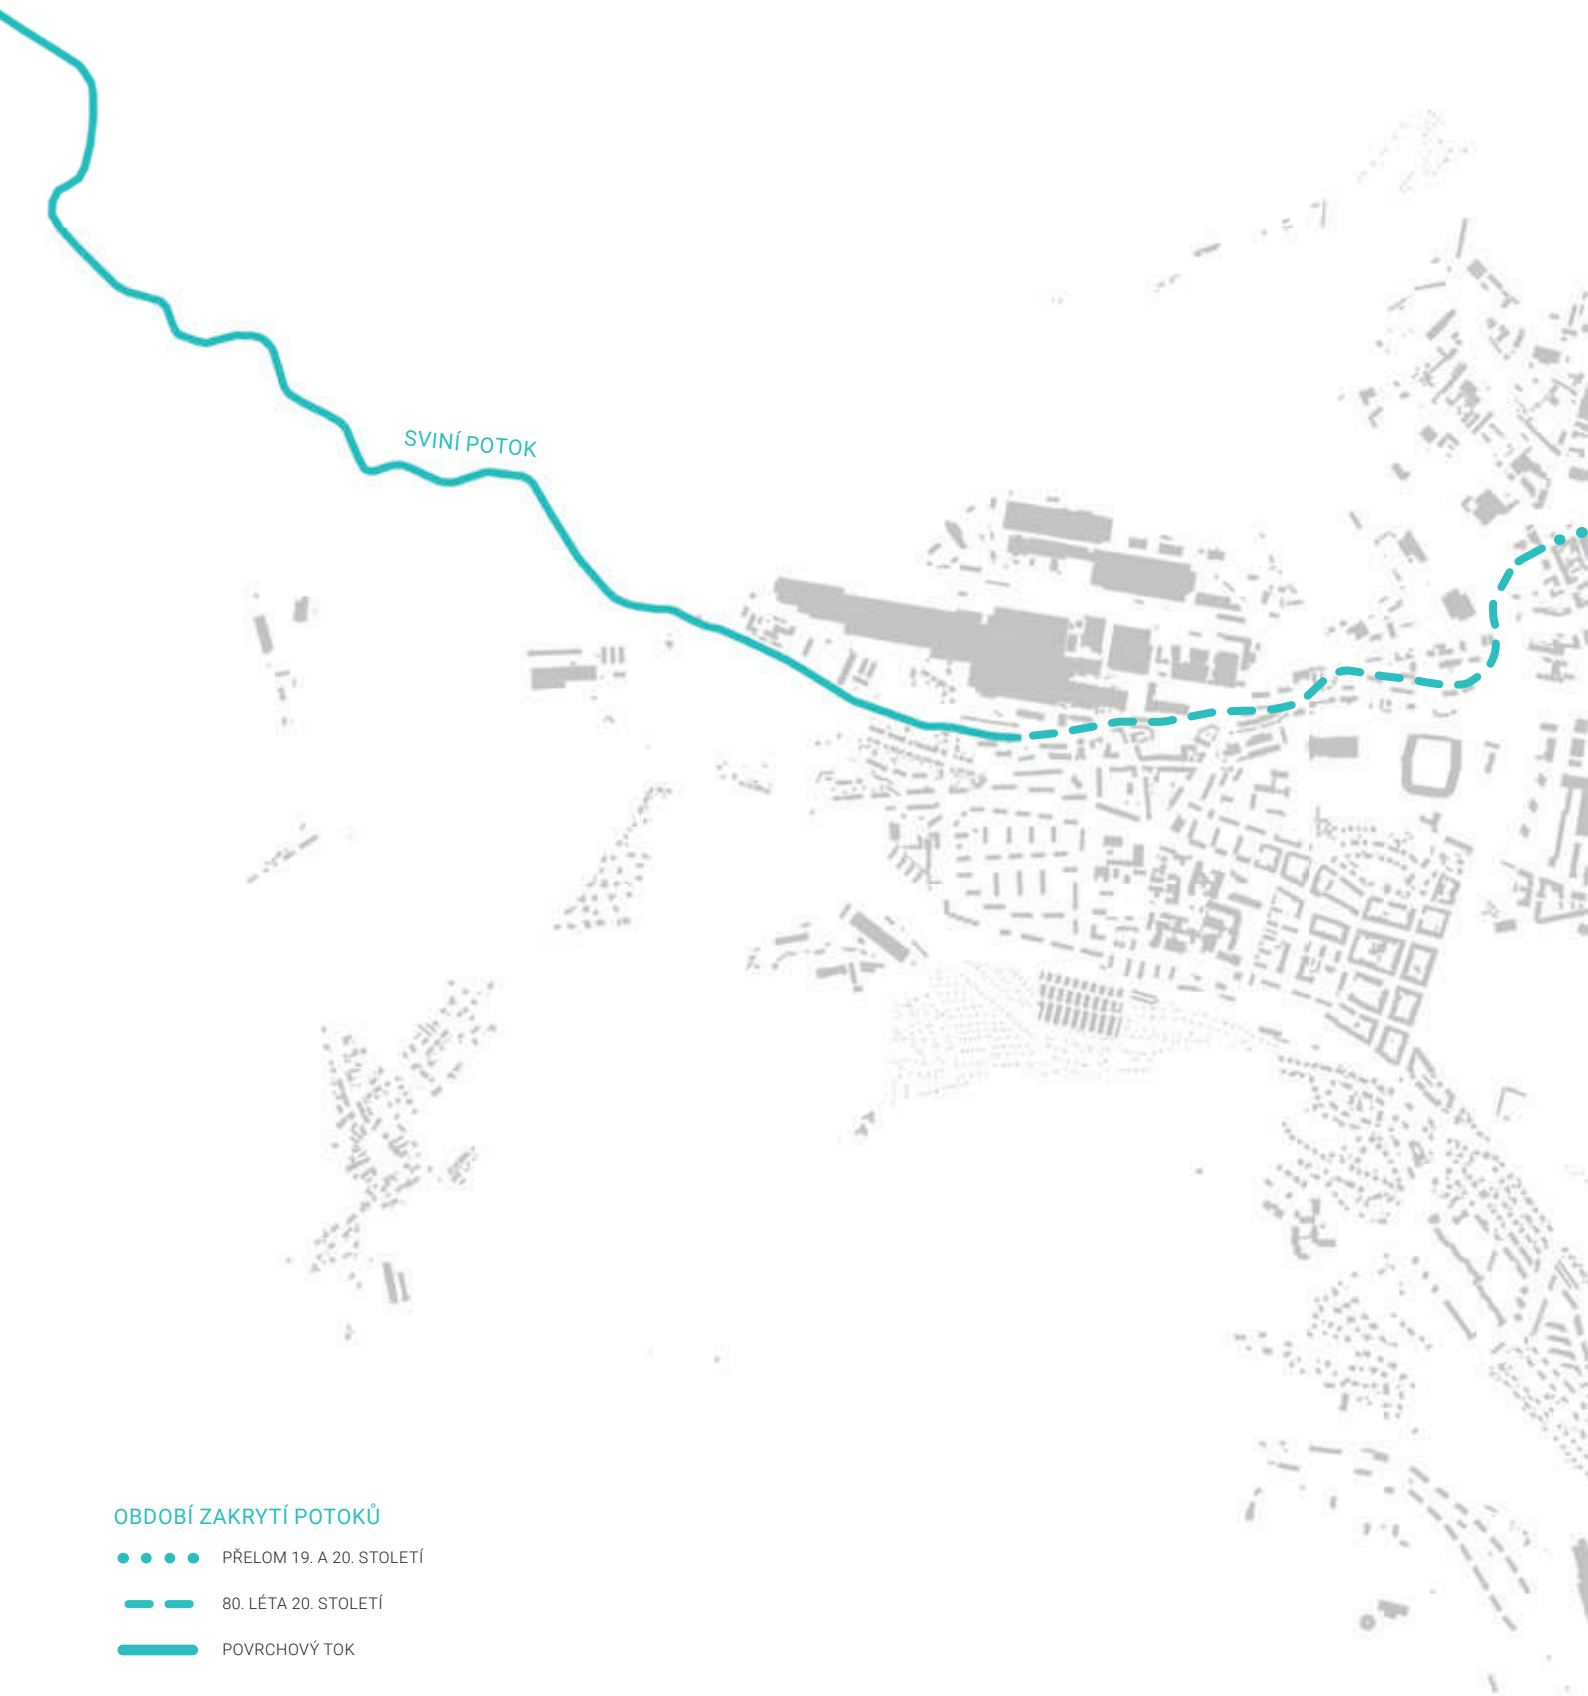 SVINÍ POTOK
OBDOBÍ ZAKRYTÍ POTOKŮ
PŘELOM 19. A 20. STOLETÍ
80. LÉTA 20. STOLETÍ
POVRCHOVÝ TOK